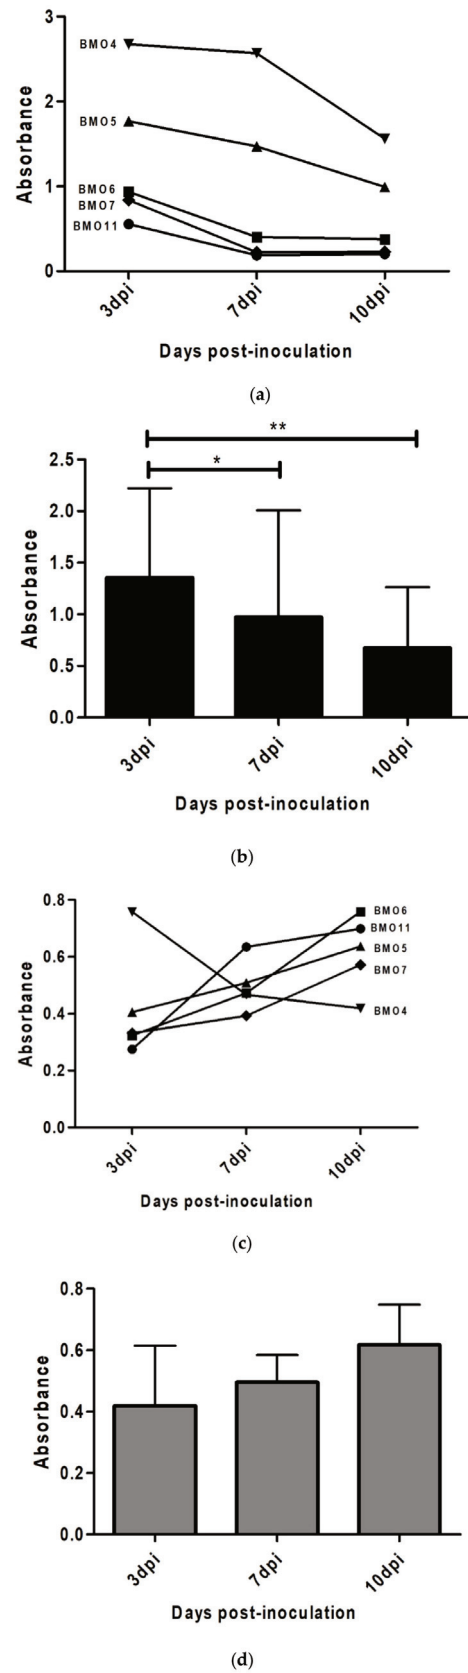 3
BMO4
2
BMO5
Absorbance
1
BMO6
BMO7
BMO11
0
3dpi
7dpi
10dpi
Days post-inoculation
(a)
**
*
2.5
2.0
1.5
1.0
0.5
0.0
Absorbance
3dpi
7dpi
10dpi
Days post-inoculation
(b)
0.8
0.6
0.4
0.2
0.0
Absorbance
BMO6
BMO11
BMO5
BMO7
BMO4
3dpi
7dpi
10dpi
Days post-inoculation
(c)
0.8
0.6
0.4
0.2
0.0
Absorbance
3dpi
7dpi
10dpi
Days post-inoculation
(d)